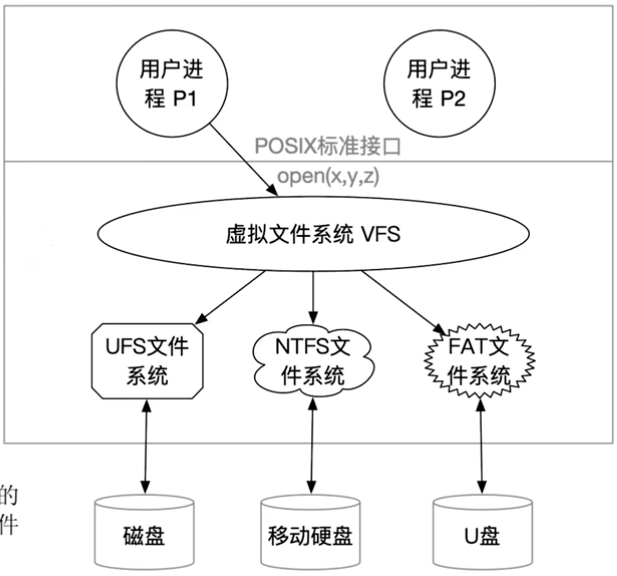 用户进
程 P1
用户进
程 P2
POSIX标准接口
open(x,y,z)
虚拟文件系统 VFS
UFS文件
系统
NTFS文
件系统
FAT文
件系统
的
件
磁盘
移动硬盘
U盘